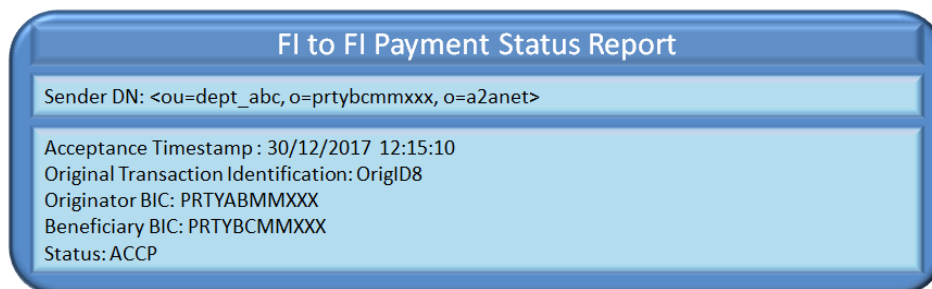 FI to FI Payment Status Report
Sender DN: <ou=dept_abc, o=prtybcmmxxx, o=a2anet>
Acceptance Timestamp : 30/12/2017 12:15:10
Original Transaction Identification: OrigID8
Originator BIC: PRTYABMMXXX
Beneficiary BIC: PRTYBCMMXXX
Status: ACCP